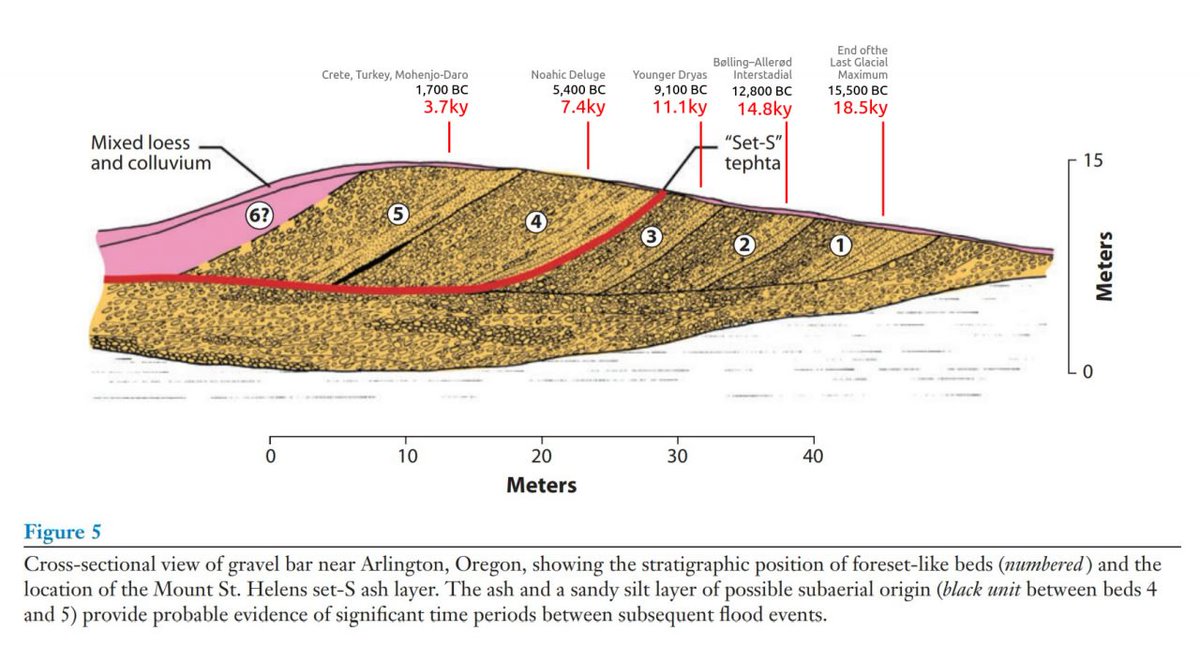 Crete, Turkey, Mohenjo-Daro
1,700 BC
3.7ky
Noahic Deluge
5,400 BC
7.4ky
Younger Dryas
9,100 BC
11.1ky
Bølling–Allerød
Interstadial
12,800 BC
14.8ky
End ofthe
Last Glacial
Maximum
15,500 BC
18.5ky
Mixed loess
and colluvium
"Set-S"
tephta
6?
5
4
3
2
1
15
Meters
0
0
10
20
30
40
Meters
Figure 5
Cross-sectional view of gravel bar near Arlington, Oregon, showing the stratigraphic position of foreset-like beds (numbered) and the
location of the Mount St. Helens set-S ash layer. The ash and a sandy silt layer of possible subaerial origin (black unit between beds 4
and 5) provide probable evidence of significant time periods between subsequent flood events.